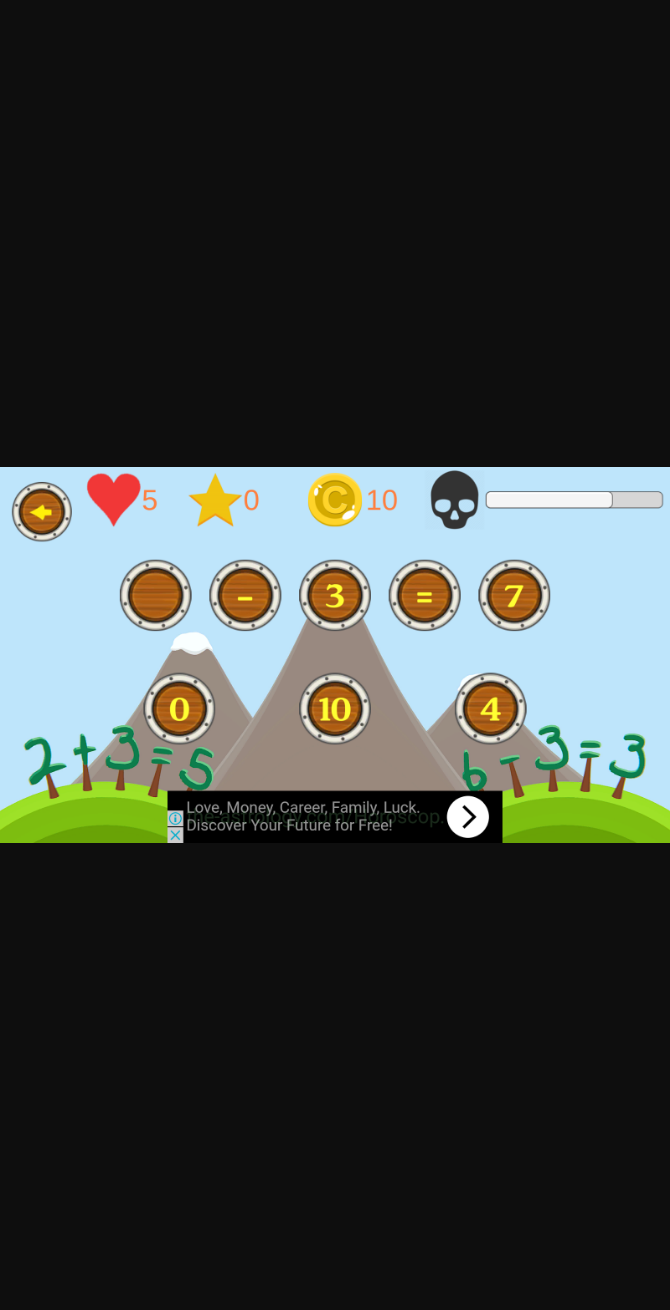 5 0 10
- 3 = 7
0 10 4
2+3=5 6-3=3
Love, Money, Career, Family, Luck.
Discover Your Future for Free!